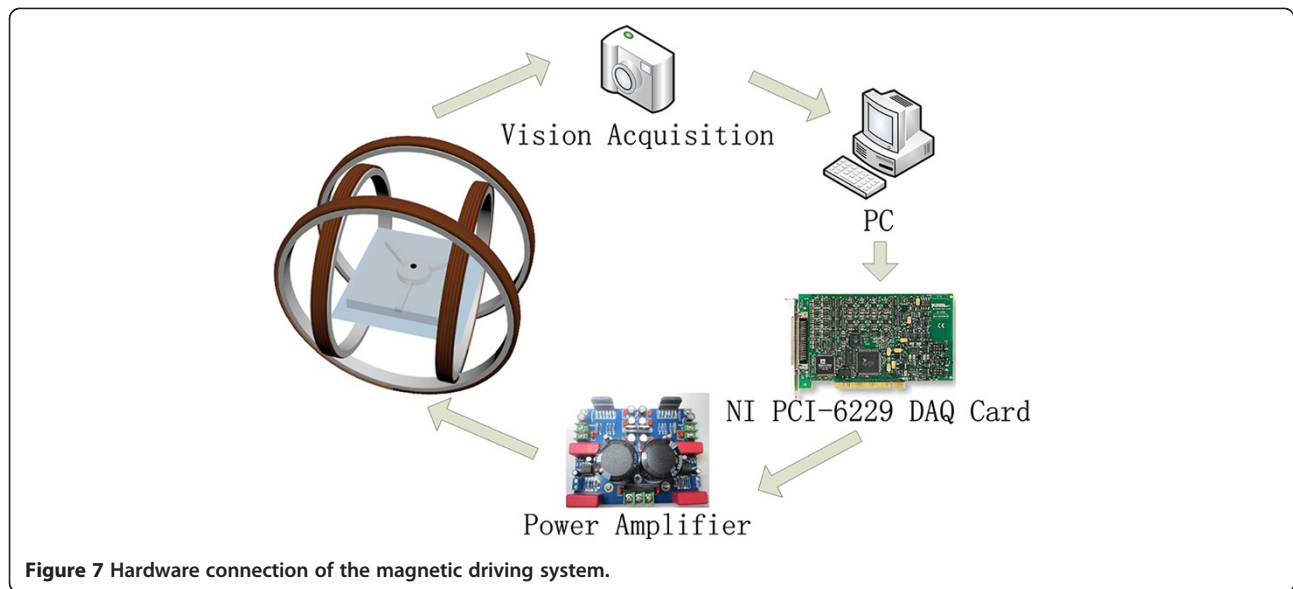 Vision Acquisition
PC
NI PCI-6229 DAQ Card
Power Amplifier
Figure 7 Hardware connection of the magnetic driving system.